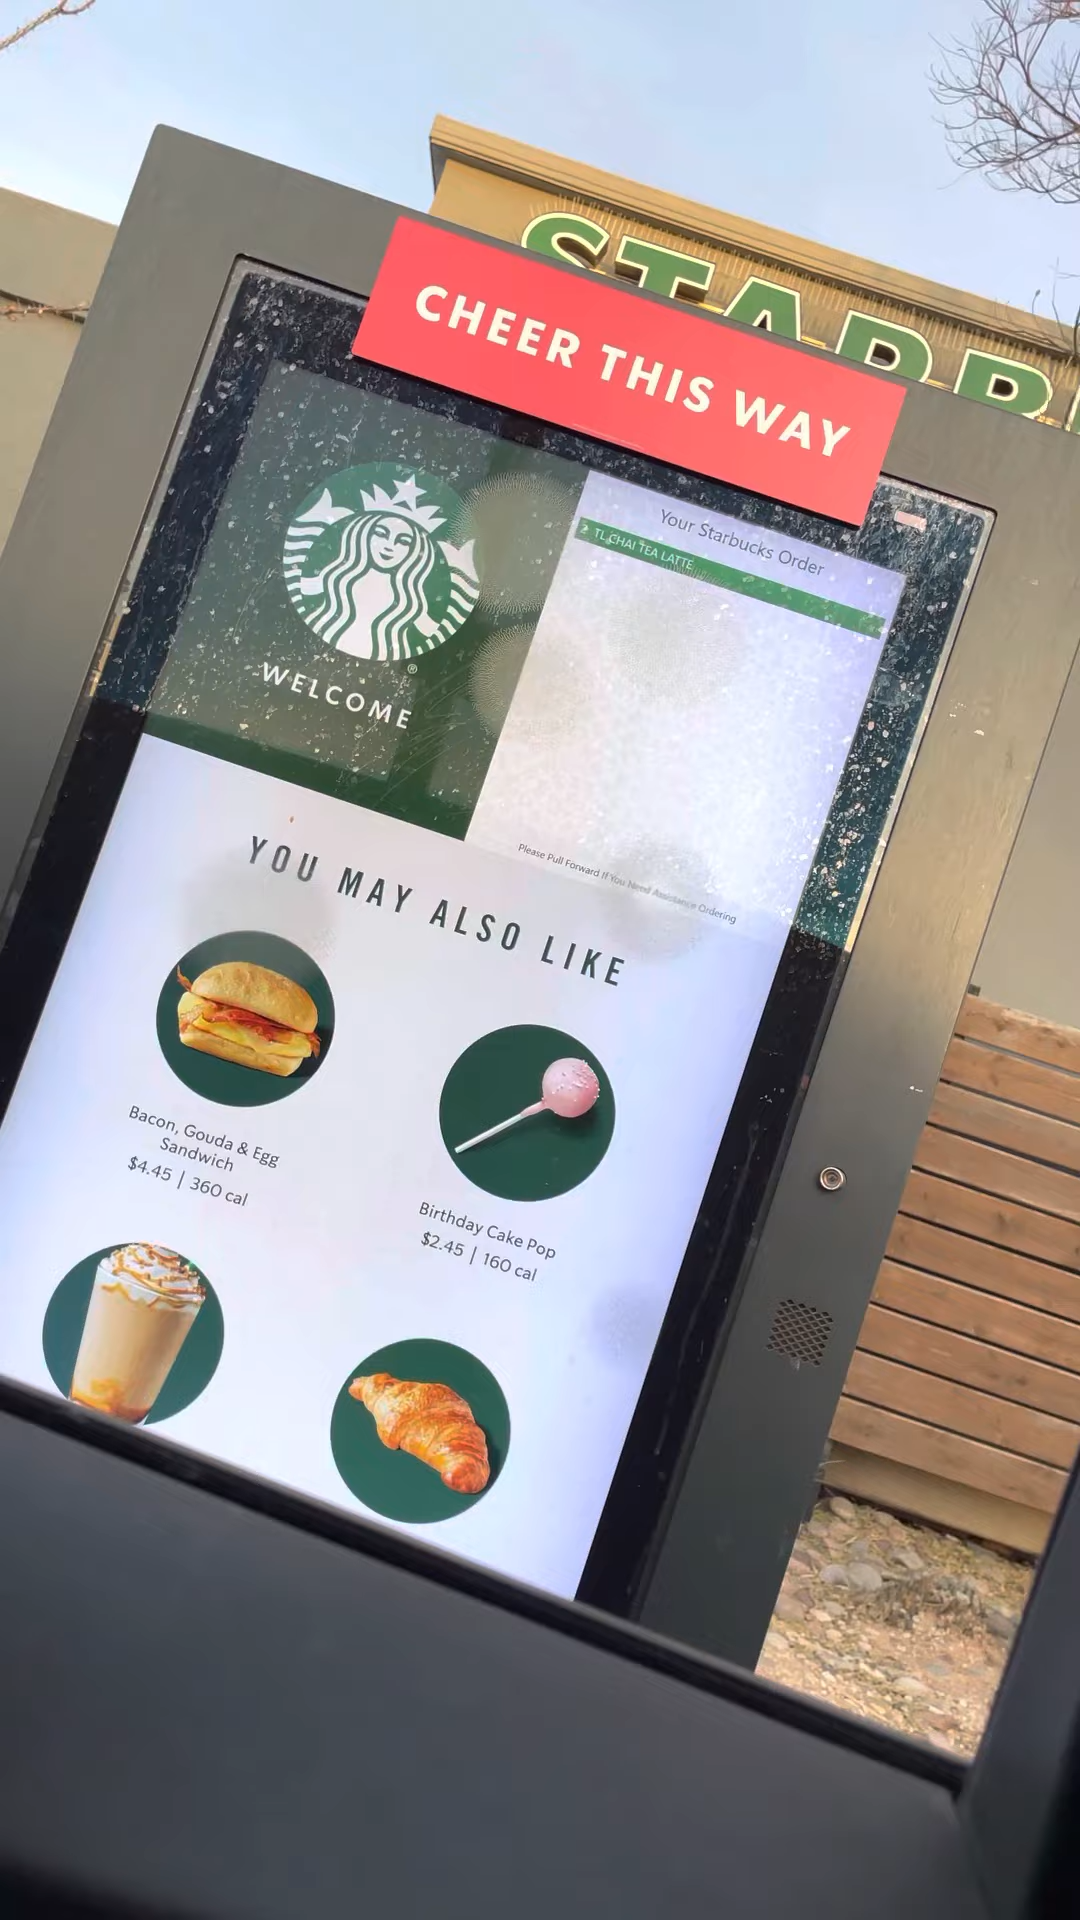 STARB
CHEER THIS WAY
Your Starbucks Order
TL CHAI TEA LATTE
WELCOME
®
Please Pull Forward If You Need Assistance Ordering
YOU MAY ALSO LIKE
Bacon, Gouda & Egg
Sandwich
$4.45 | 360 cal
Birthday Cake Pop
$2.45 | 160 cal